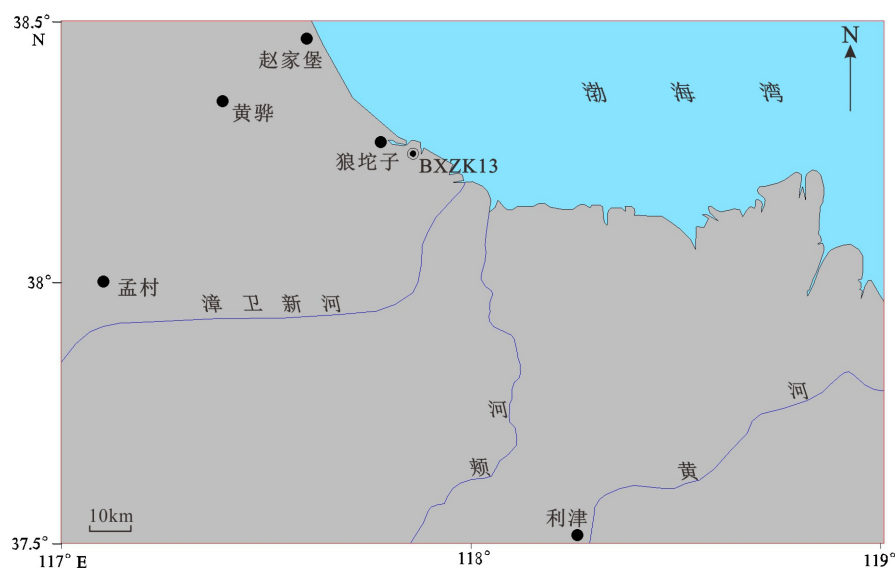 38.5°
N
赵家堡
N
渤海湾
黄骅
狼坨子
BXZK13
38°
孟村
漳卫新河
河
河
颊
黄
10km
利津
37.5°
117° E
118°
119°